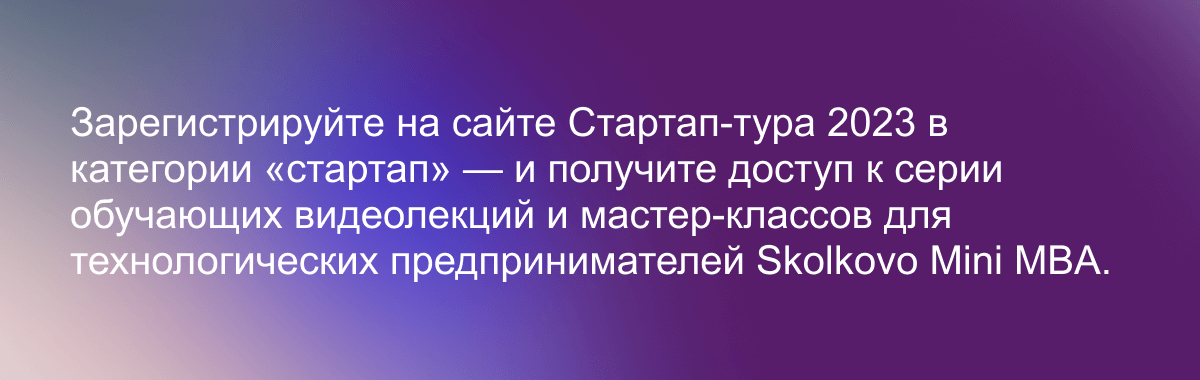 Зарегистрируйте на сайте Стартап-тура 2023 в
категории «стартап» — и получите доступ к серии
обучающих видеолекций и мастер-классов для
технологических предпринимателей Skolkovo Mini MBA.